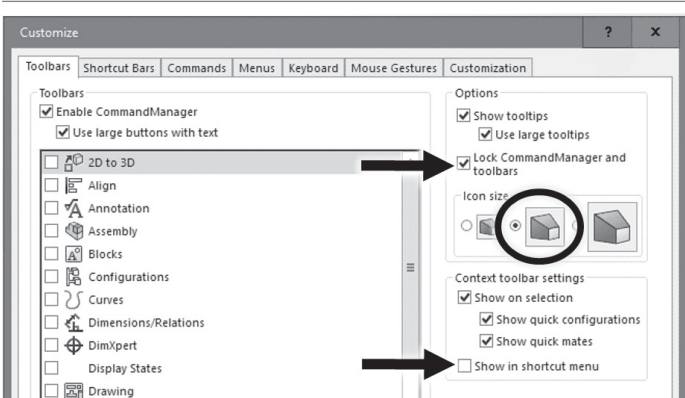 Customize
? x
Toolbars Shortcut Bars Commands Menus Keyboard Mouse Gestures Customization
Toolbars
Enable CommandManager
Use large buttons with text
2D to 3D
Align
Annotation
Assembly
Blocks
Configurations
Curves
Dimensions/Relations
DimXpert
Display States
Drawing
Options
Show tooltips
Use large tooltips
Lock CommandManager and
toolbars
Icon size
Context toolbar settings
Show on selection
Show quick configurations
Show quick mates
Show in shortcut menu